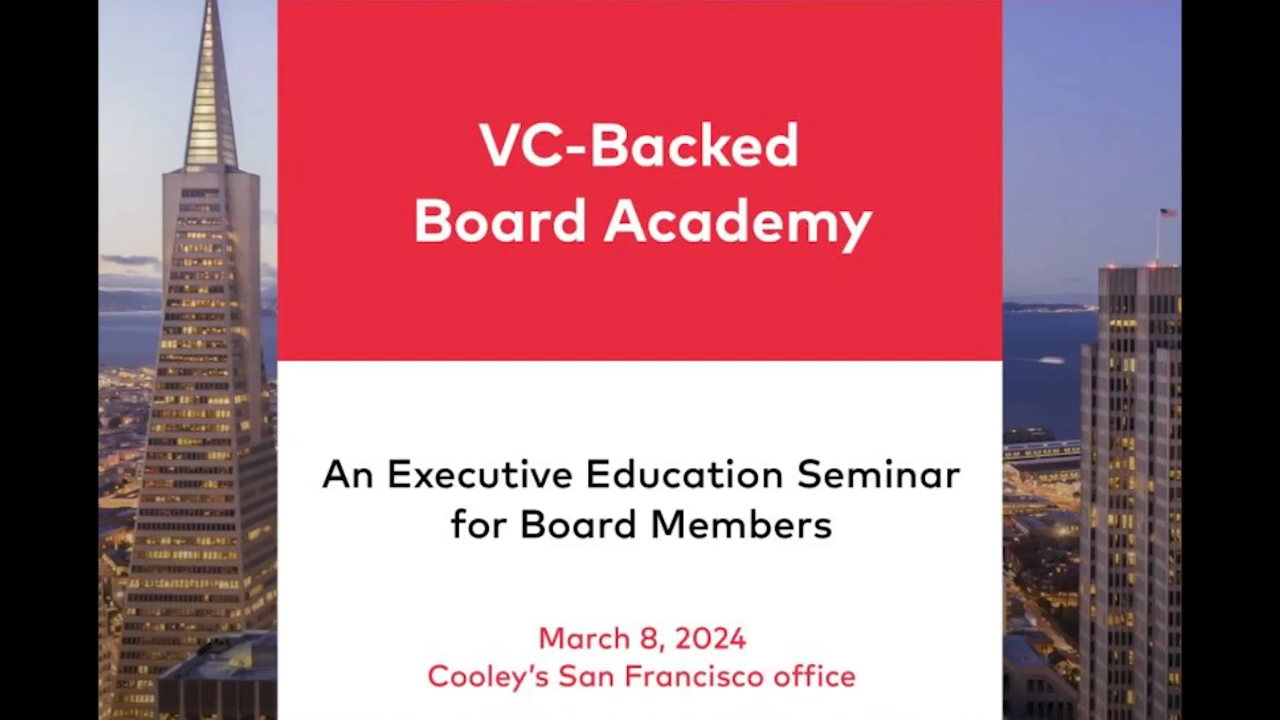 VC-Backed
Board Academy
An Executive Education Seminar
for Board Members
March 8, 2024
Cooley's San Francisco office